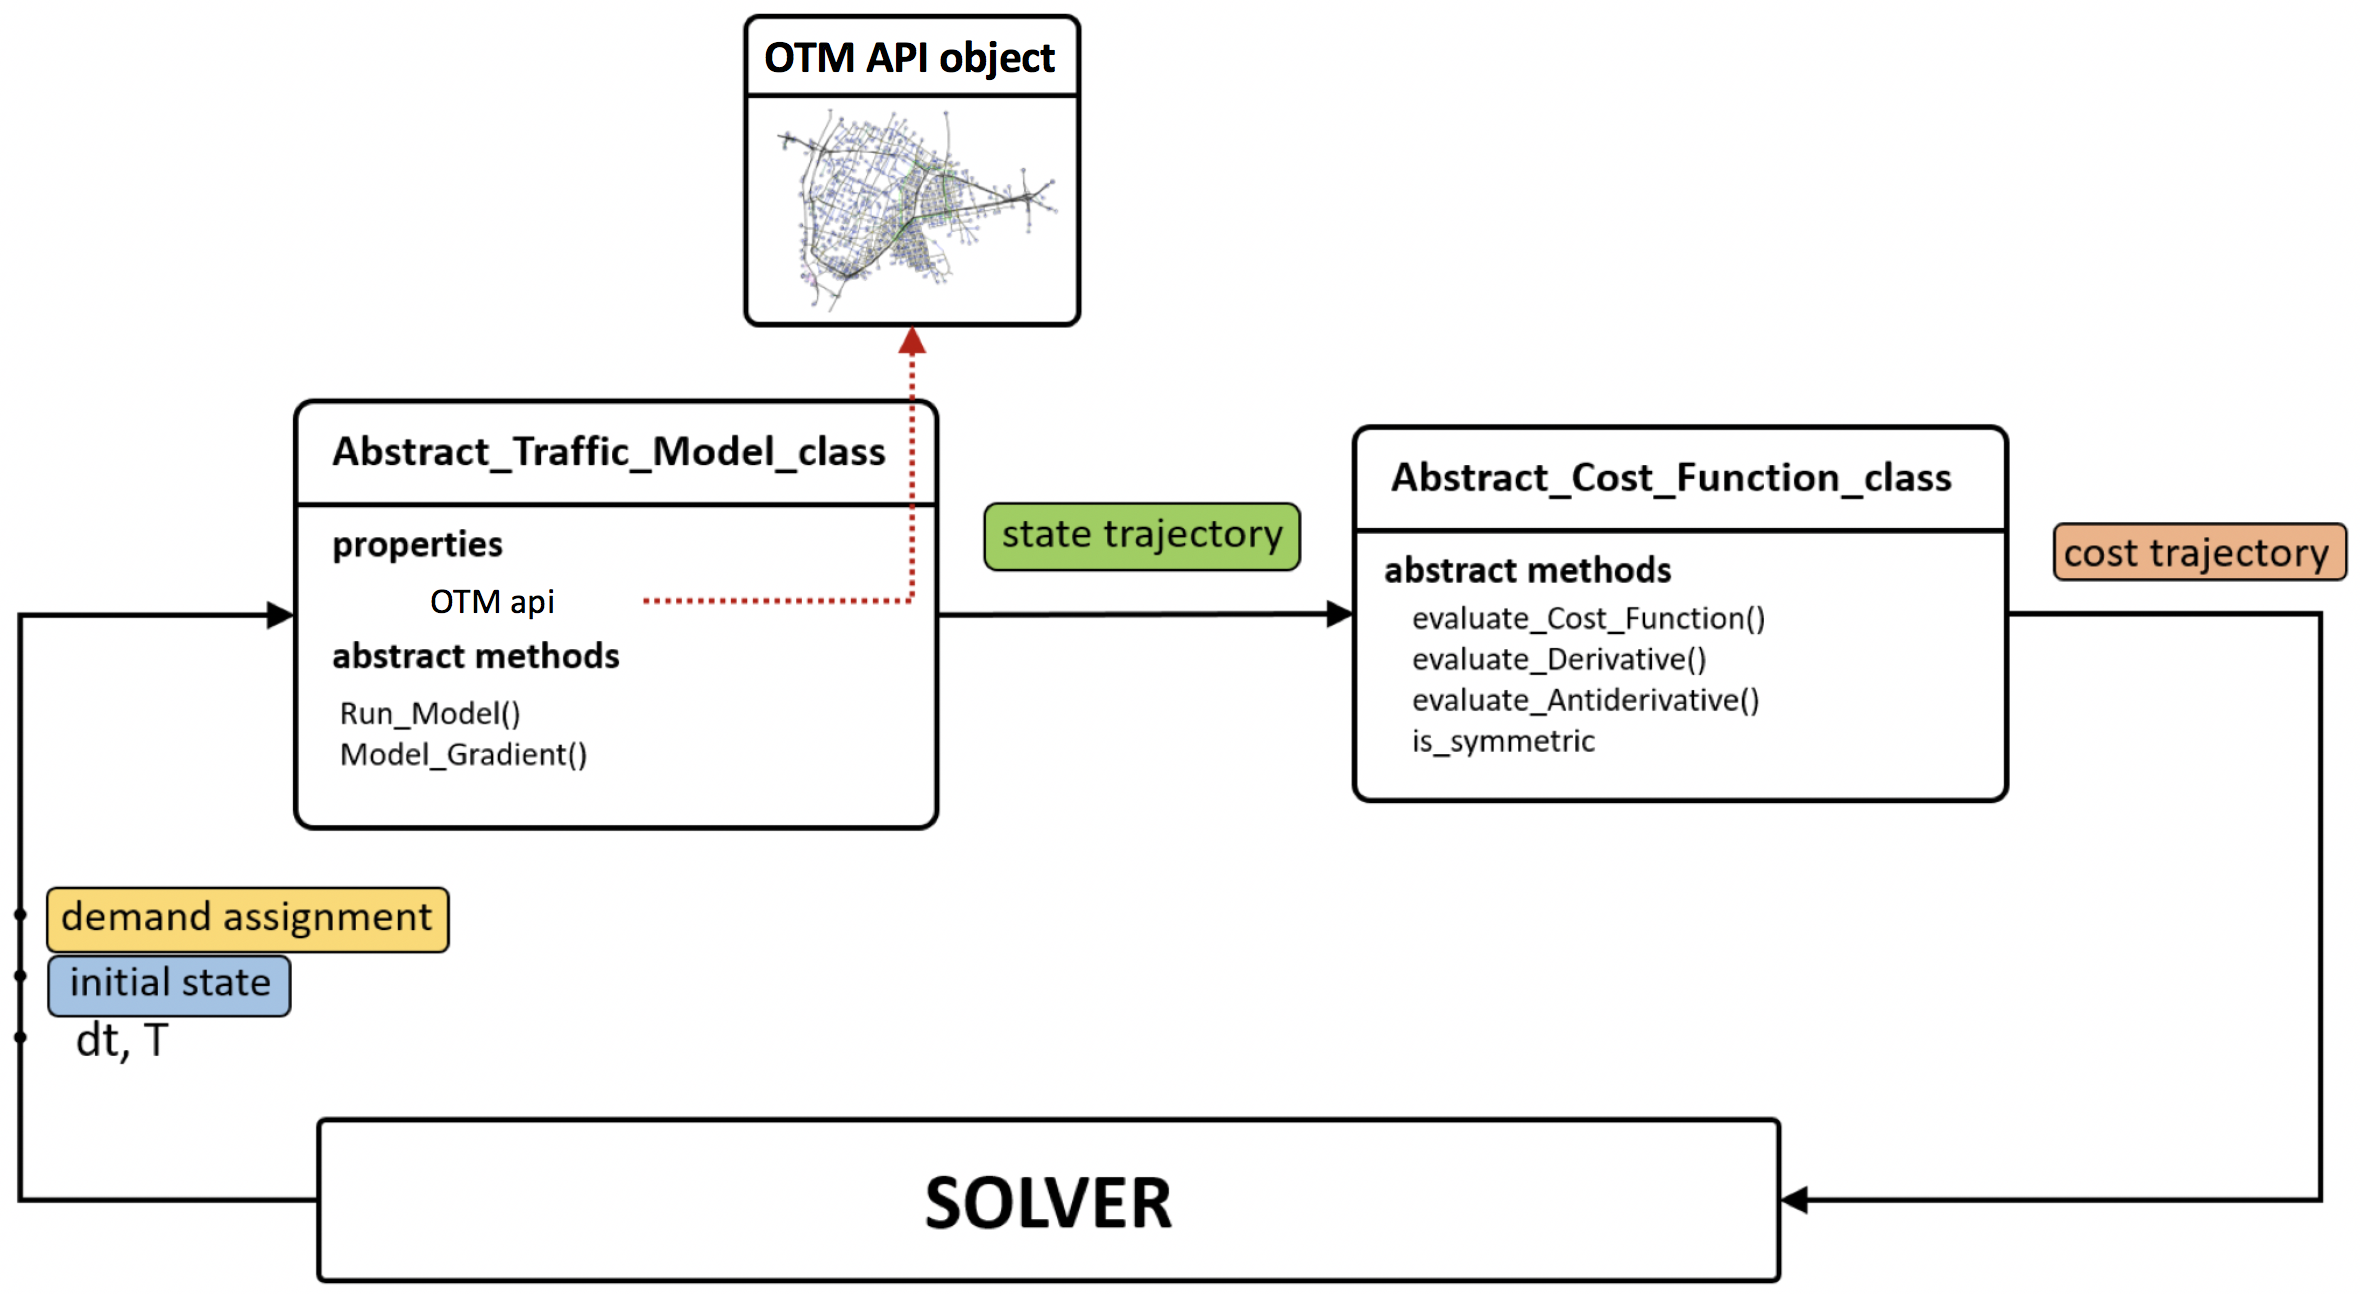 OTM API object
Abstract_Traffic_Model_class
properties
OTM api
abstract methods
Run_Model()
Model_Gradient()
state trajectory
Abstract_Cost_Function_class
abstract methods
evaluate_Cost_Function()
evaluate_Derivative()
evaluate_Antiderivative()
is_symmetric
cost trajectory
demand assignment
initial state
dt, T
SOLVER